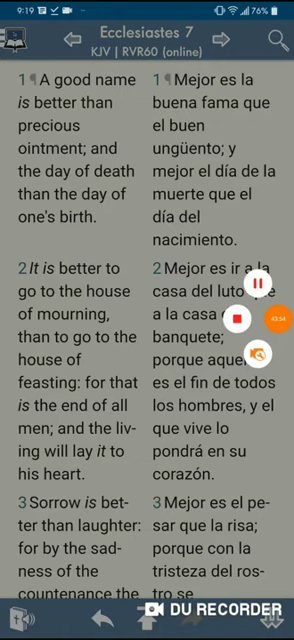 9:19
76%
Ecclesiastes 7
KJV | RVR60 (online)
1 ¶ A good name
is better than
precious
ointment; and
the day of death
than the day of
one's birth.
2 It is better to
go to the house
of mourning,
than to go to the
house of
feasting: for that
is the end of all
men; and the liv-
ing will lay it to
his heart.
3 Sorrow is bet-
ter than laughter:
for by the sad-
ness of the
countenance the
1 ¶ Mejor es la
buena fama que
el buen
ungüento; y
mejor el día de la
muerte que el
día del
nacimiento.
2 Mejor es ir a la
casa del luto
a la casa
banquete;
porque
es el fin de todos
los hombres, y el
que vive lo
pondrá en su
corazón.
3 Mejor es el pe-
sar que la risa;
porque con la
tristeza del ros-
tro se
43:54
DU RECORDER